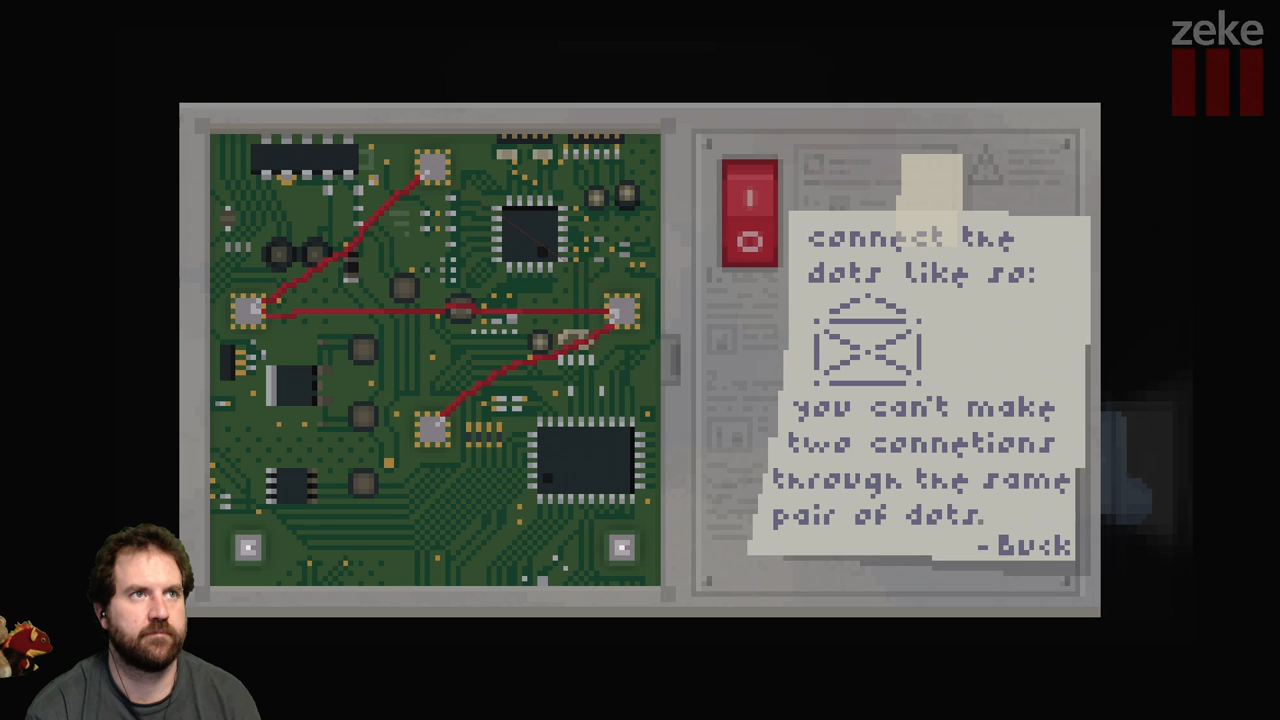 zeke
connect the
dots like so:
you can't make
two connetions
through the same
pair of dots.
-Buck